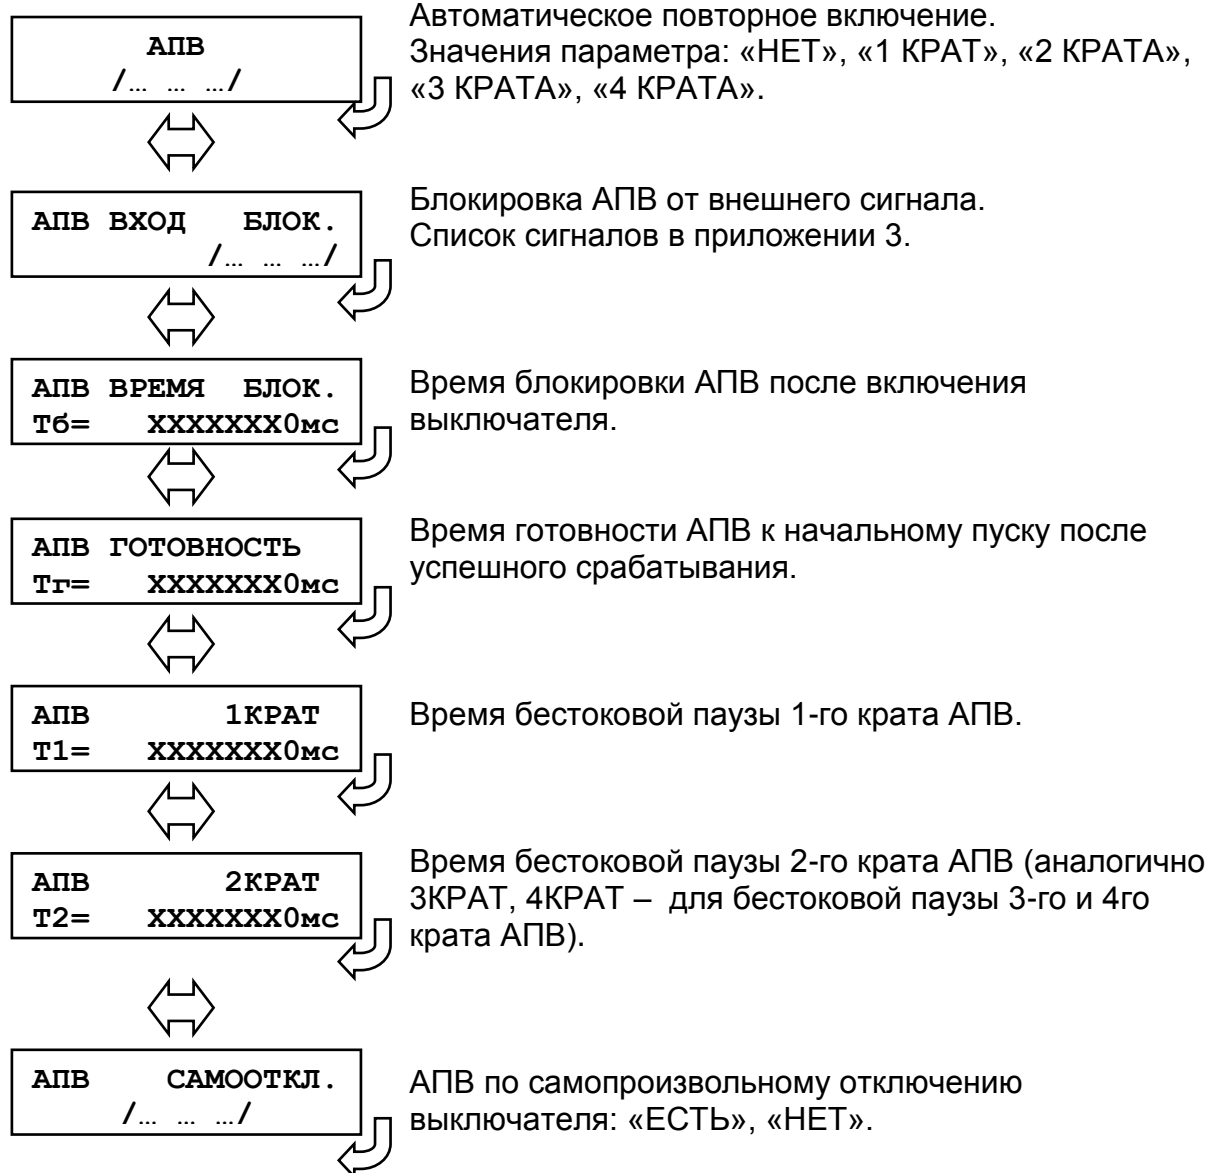 АПВ
/… … …/
Автоматическое повторное включение.
Значения параметра: «НЕТ», «1 КРАТ», «2 КРАТА»,
«3 КРАТА», «4 КРАТА».
АПВ ВХОД БЛОК.
/… … …/
Блокировка АПВ от внешнего сигнала.
Список сигналов в приложении 3.
АПВ ВРЕМЯ БЛОК.
Тб= XXXXXXX0мс
Время блокировки АПВ после включения
выключателя.
АПВ ГОТОВНОСТЬ
Тг= XXXXXXX0мс
Время готовности АПВ к начальному пуску после
успешного срабатывания.
АПВ 1КРАТ
Т1= XXXXXXX0мс
Время бестоковой паузы 1-го крата АПВ.
АПВ 2КРАТ
Т2= XXXXXXX0мс
Время бестоковой паузы 2-го крата АПВ (аналогично
3КРАТ, 4КРАТ – для бестоковой паузы 3-го и 4го
крата АПВ).
АПВ САМООТКЛ.
/… … …/
АПВ по самопроизвольному отключению
выключателя: «ЕСТЬ», «НЕТ».